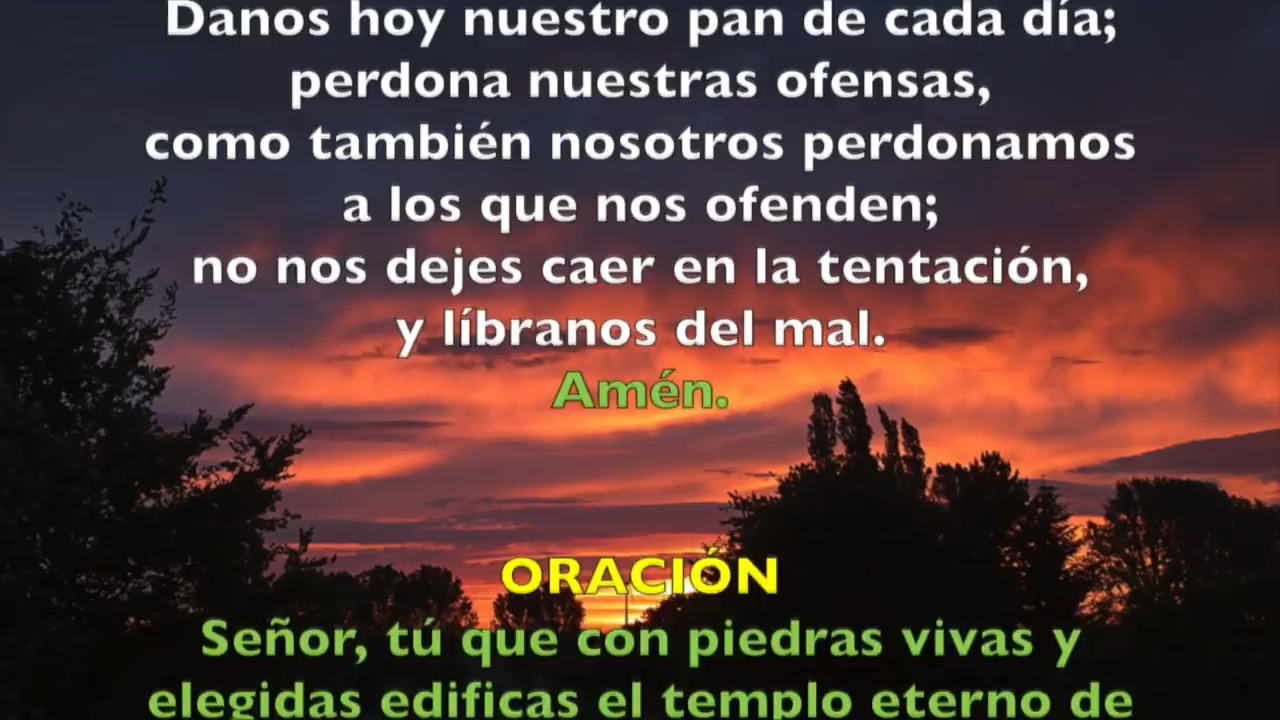 Danos hoy nuestro pan de cada día;
perdona nuestras ofensas,
como también nosotros perdonamos
a los que nos ofenden;
no nos dejes caer en la tentación,
y líbranos del mal.
Amén.
ORACIÓN
Señor, tú que con piedras vivas y
elegidas edificas el templo eterno de